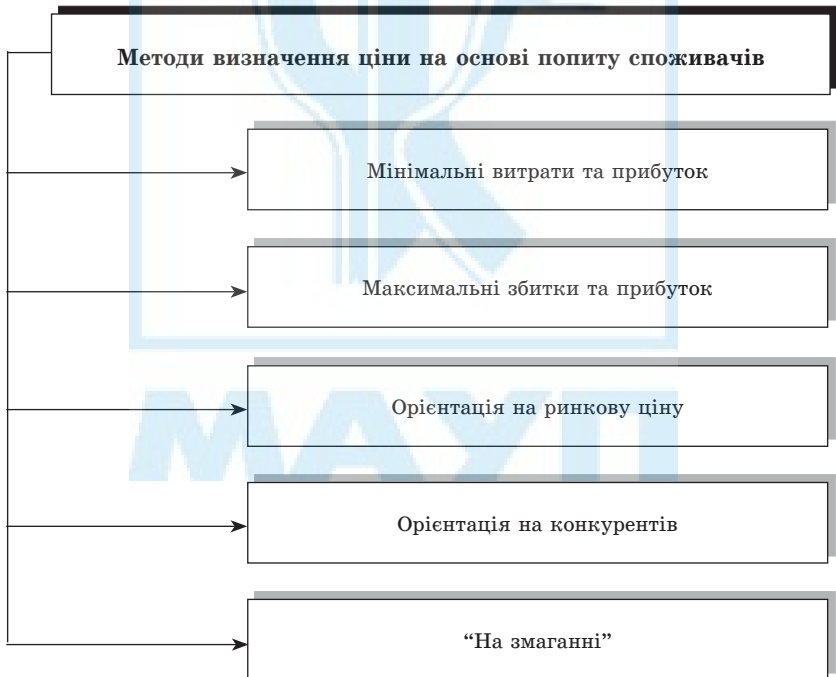 Методи визначення ціни на основі попиту споживачів
Мінімальні витрати та прибуток
Максимальні збитки та прибуток
Орієнтація на ринкову ціну
МАУП
Орієнтація на конкурентів
“На змаганні”